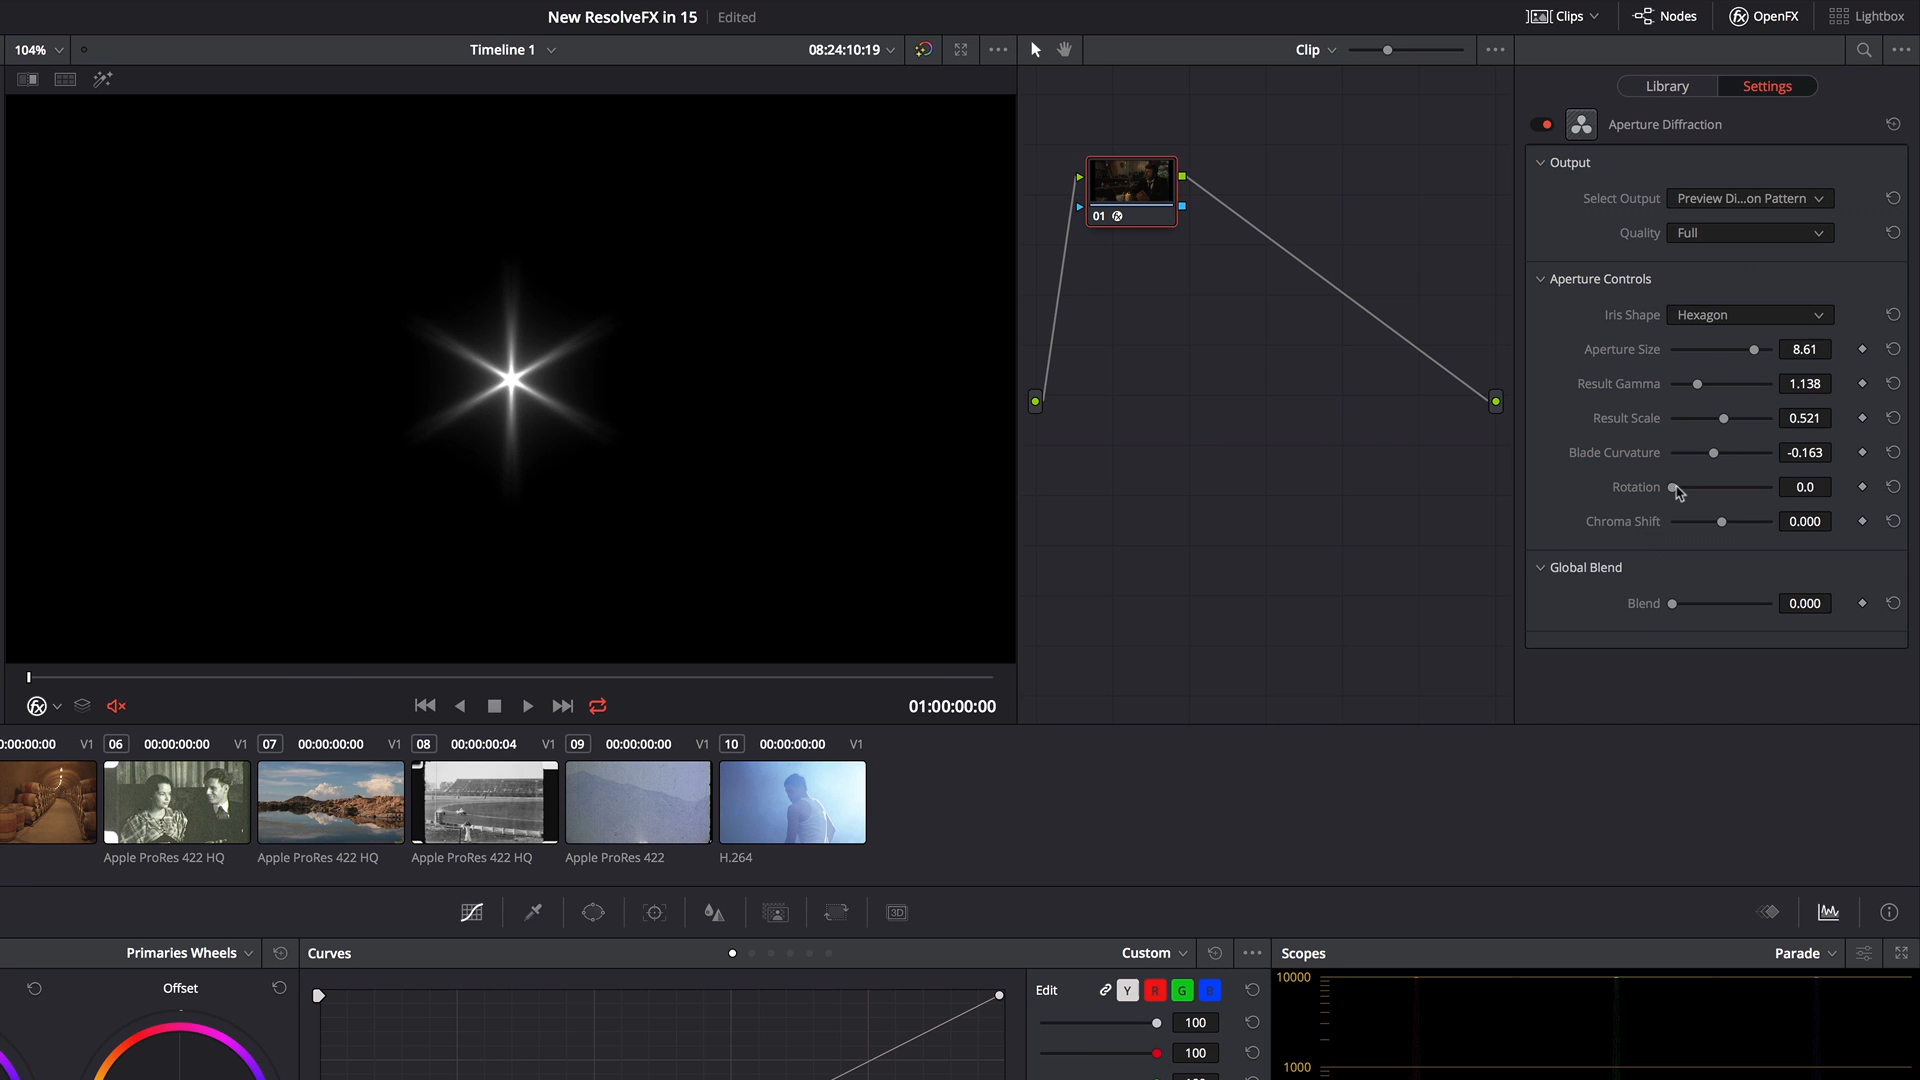 New ResolveFX in 15 Edited
Clips Nodes OpenFX Lightbox
104% Timeline 1 08:24:10:19 Clip
Library Settings
Aperture Diffraction
Output
Select Output Preview Di...on Pattern
Quality Full
Aperture Controls
Iris Shape Hexagon
Aperture Size 8.61
Result Gamma 1.138
Result Scale 0.521
Blade Curvature -0.163
Rotation 0.0
Chroma Shift 0.000
Global Blend
Blend 0.000
01
01:00:00:00
0:00:00:00 V1 06 00:00:00:00 V1 07 00:00:00:00 V1 08 00:00:00:04 V1 09 00:00:00:00 V1 10 00:00:00:00 V1
Apple ProRes 422 HQ Apple ProRes 422 HQ Apple ProRes 422 HQ Apple ProRes 422 H.264
3D
Primaries Wheels Curves Custom Scopes Parade
Offset
Edit Y R G B
100
100
10000
1000